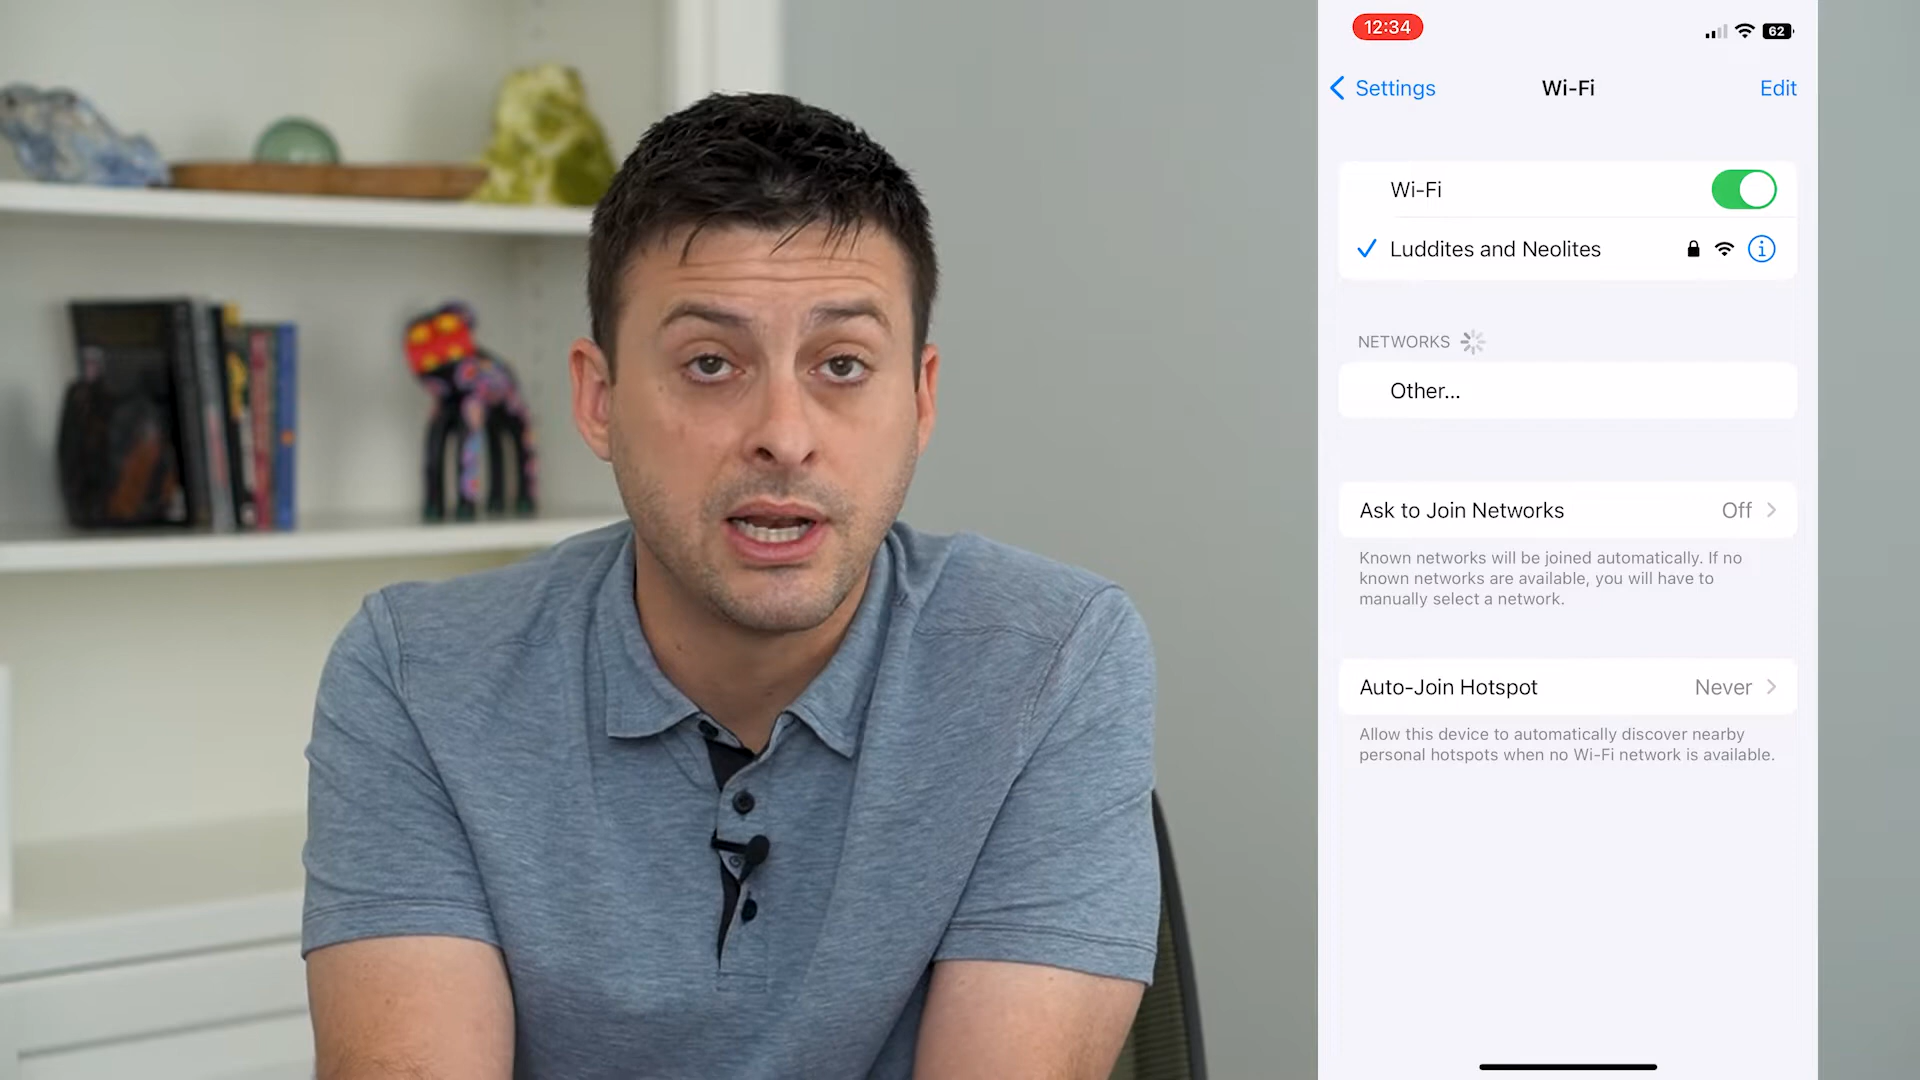 12:34
62
Settings
Wi-Fi
Edit
Wi-Fi
Luddites and Neolites
NETWORKS
Other...
Ask to Join Networks
Off
Known networks will be joined automatically. If no
known networks are available, you will have to
manually select a network.
Auto-Join Hotspot
Never
Allow this device to automatically discover nearby
personal hotspots when no Wi-Fi network is available.